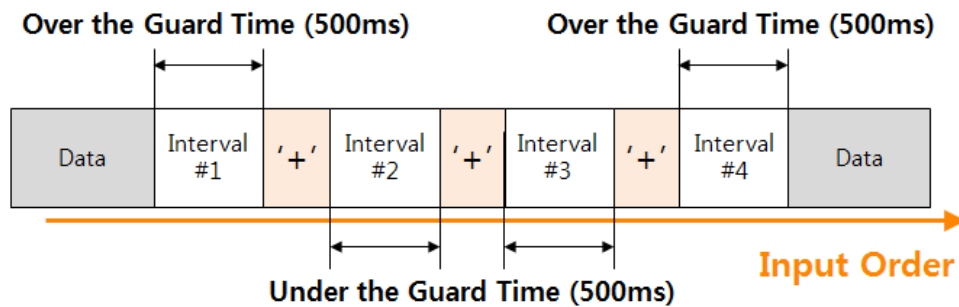 Over the Guard Time (500ms)
Over the Guard Time (500ms)
Data
Interval
#1
‘+’
Interval
#2
‘+’
Interval
#3
‘+’
Interval
#4
Data
Input Order
Under the Guard Time (500ms)